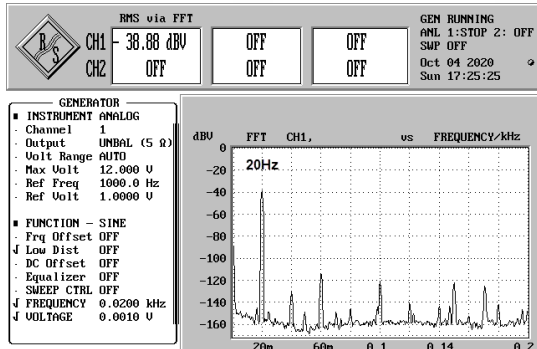 RMS via FFT
GEN RUNNING
ANL 1:STOP 2: OFF
SWP OFF
Oct 04 2020
Sun 17:25:25
R S
CH1 - 38.88 dBV OFF OFF
CH2 OFF OFF OFF
GENERATOR
INSTRUMENT ANALOG
Channel 1
Output UNBAL (5 Ω)
Volt Range AUTO
Max Volt 12.000 V
Ref Freq 1000.0 Hz
Ref Volt 1.0000 V
FUNCTION - SINE
Frq Offset OFF
Low Dist OFF
DC Offset OFF
Equalizer OFF
SWEEP CTRL OFF
FREQUENCY 0.0200 kHz
VOLTAGE 0.0010 V
dBV FFT CH1, vs FREQUENCY/kHz
0
20Hz
-20
-40
-60
-80
-100
-120
-140
-160
20m 60m 0.1 0.14 0.2